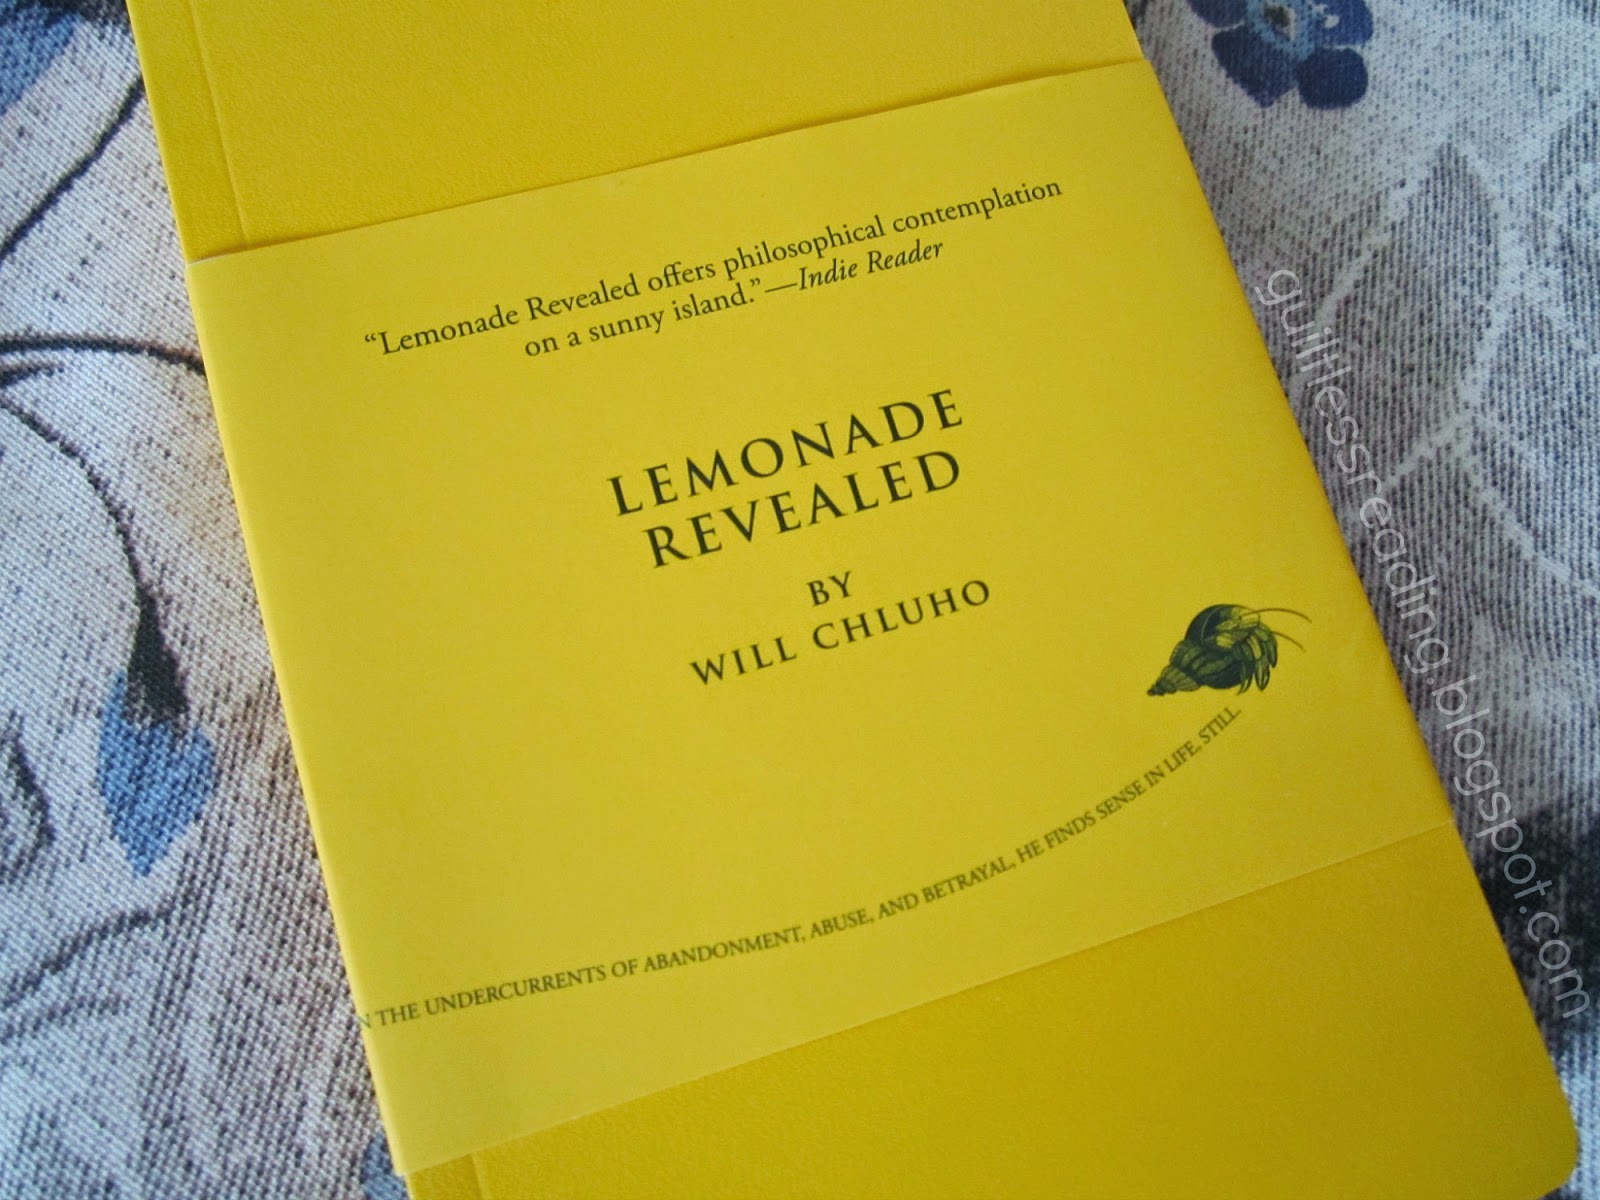 “Lemonade Revealed offers philosophical contemplation
on a sunny island.”—Indie Reader
LEMONADE
REVEALED
BY
WILL CHLUHO
THE UNDERCURRENTS OF ABANDONMENT, ABUSE, AND BETRAYAL, HE FINDS SENSE IN LIFE, STILL
guiltlessreading.blogspot.com